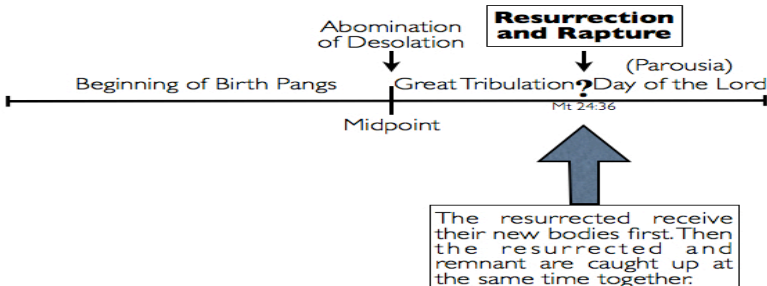 Resurrection
and Rapture
Abomination
of Desolation
(Parousia)
Beginning of Birth Pangs
Great Tribulation ? Day of the Lord
Mt 24:36
Midpoint
The resurrected receive
their new bodies first. Then
the resurrected and
remnant are caught up at
the same time together.